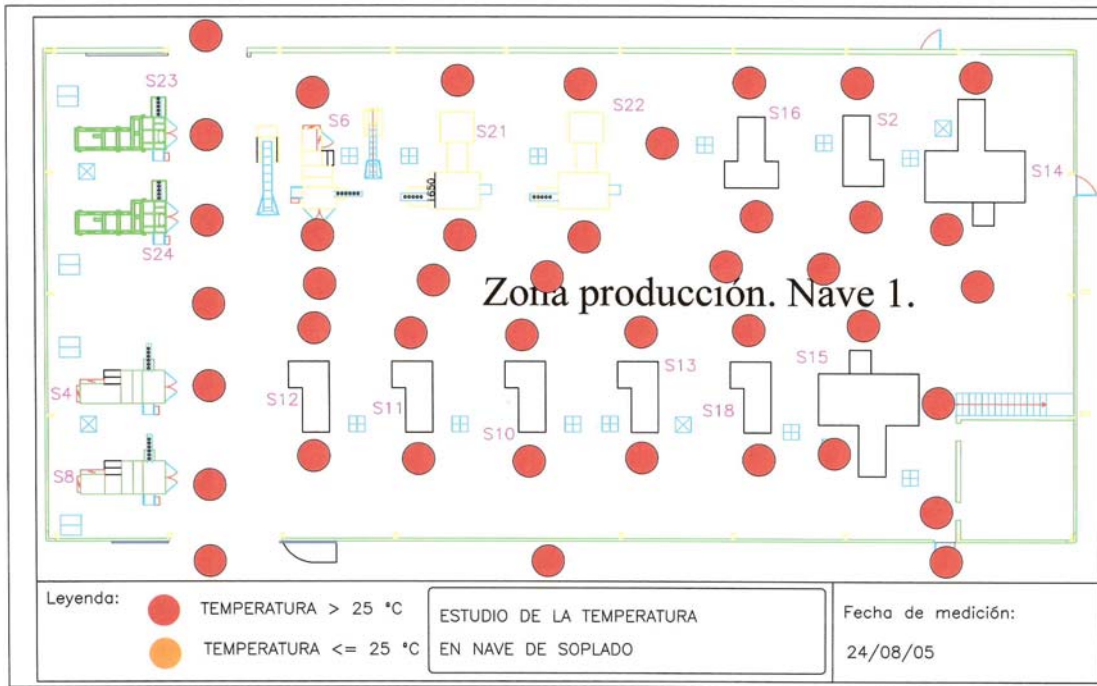 S23
S6
S21
S22
S16
S2
S14
1650
S24
Zona producción. Nave 1.
S4
S12
S11
S10
S13
S18
S15
S8
Leyenda:
TEMPERATURA > 25 °C
TEMPERATURA <= 25 °C
ESTUDIO DE LA TEMPERATURA
EN NAVE DE SOPLADO
Fecha de medición:
24/08/05